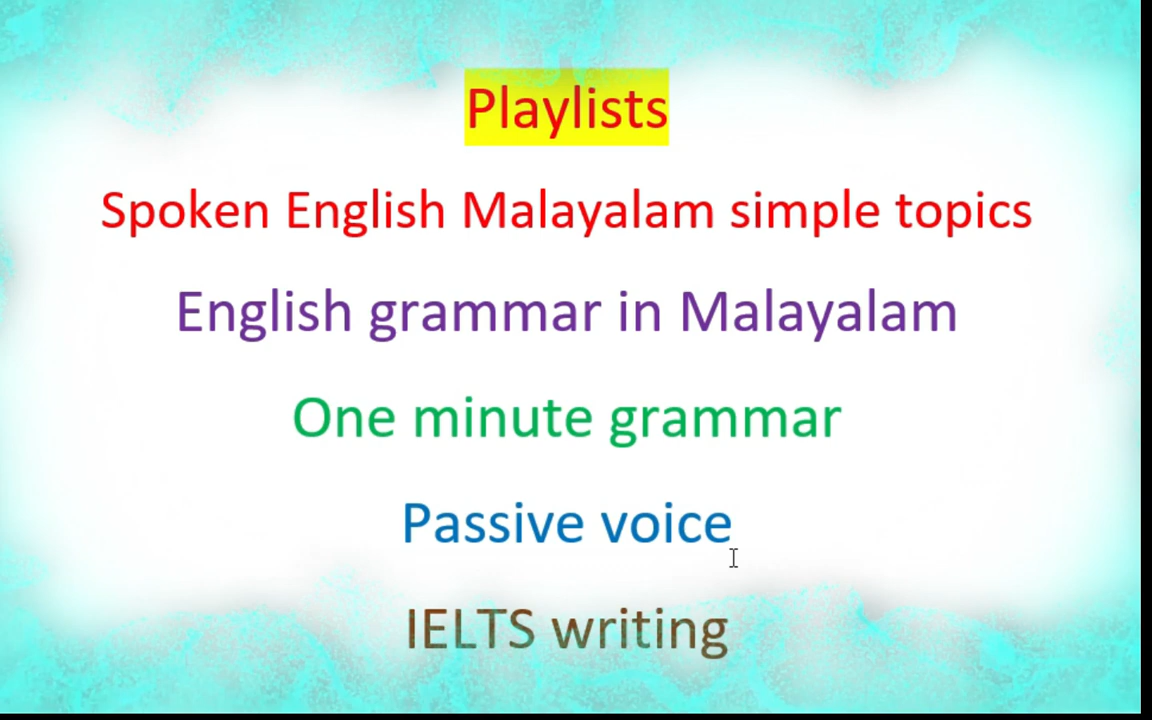 Playlists
Spoken English Malayalam simple topics
English grammar in Malayalam
One minute grammar
Passive voice
IELTS writing